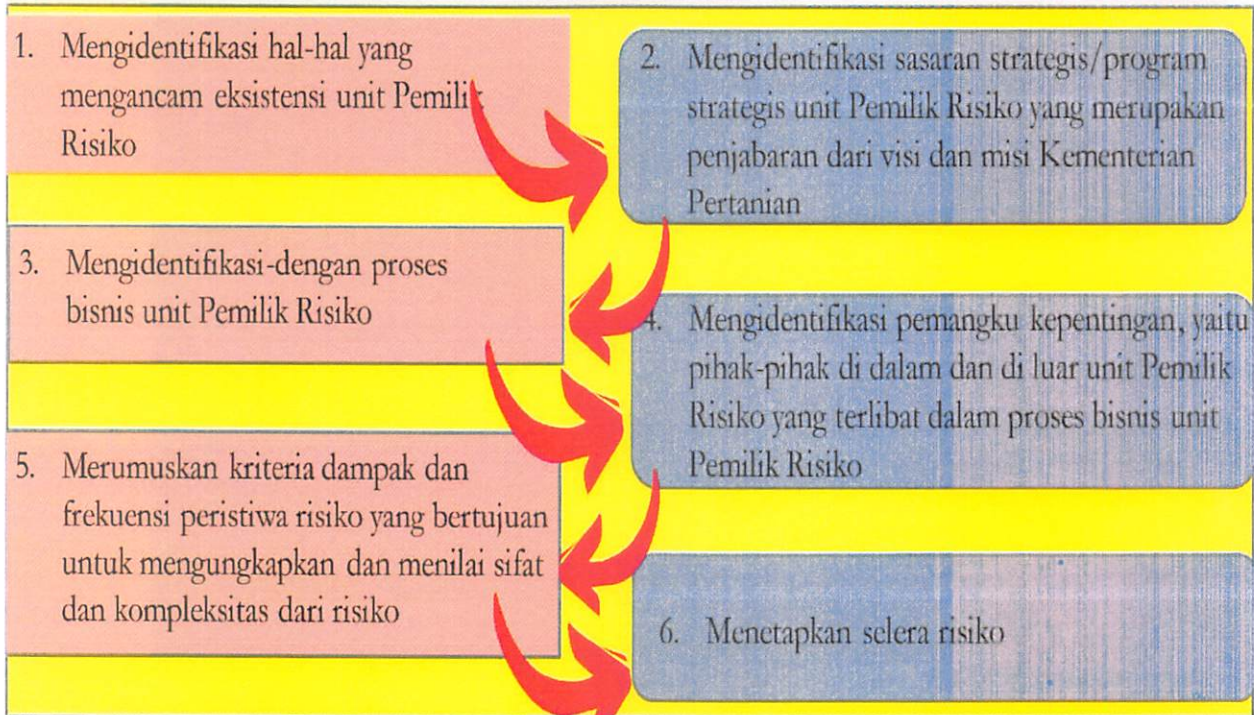 1. Mengidentifikasi hal-hal yang
mengancam eksistensi unit Pemilik
Risiko
2. Mengidentifikasi sasaran strategis/program
strategis unit Pemilik Risiko yang merupakan
penjabaran dari visi dan misi Kementerian
Pertanian
3. Mengidentifikasi-dengan proses
bisnis unit Pemilik Risiko
4. Mengidentifikasi pemangku kepentingan, yaitu
pihak-pihak di dalam dan di luar unit Pemilik
Risiko yang terlibat dalam proses bisnis unit
Pemilik Risiko
5. Merumuskan kriteria dampak dan
frekuensi peristiwa risiko yang bertujuan
untuk mengungkapkan dan menilai sifat
dan kompleksitas dari risiko
6. Menetapkan selera risiko